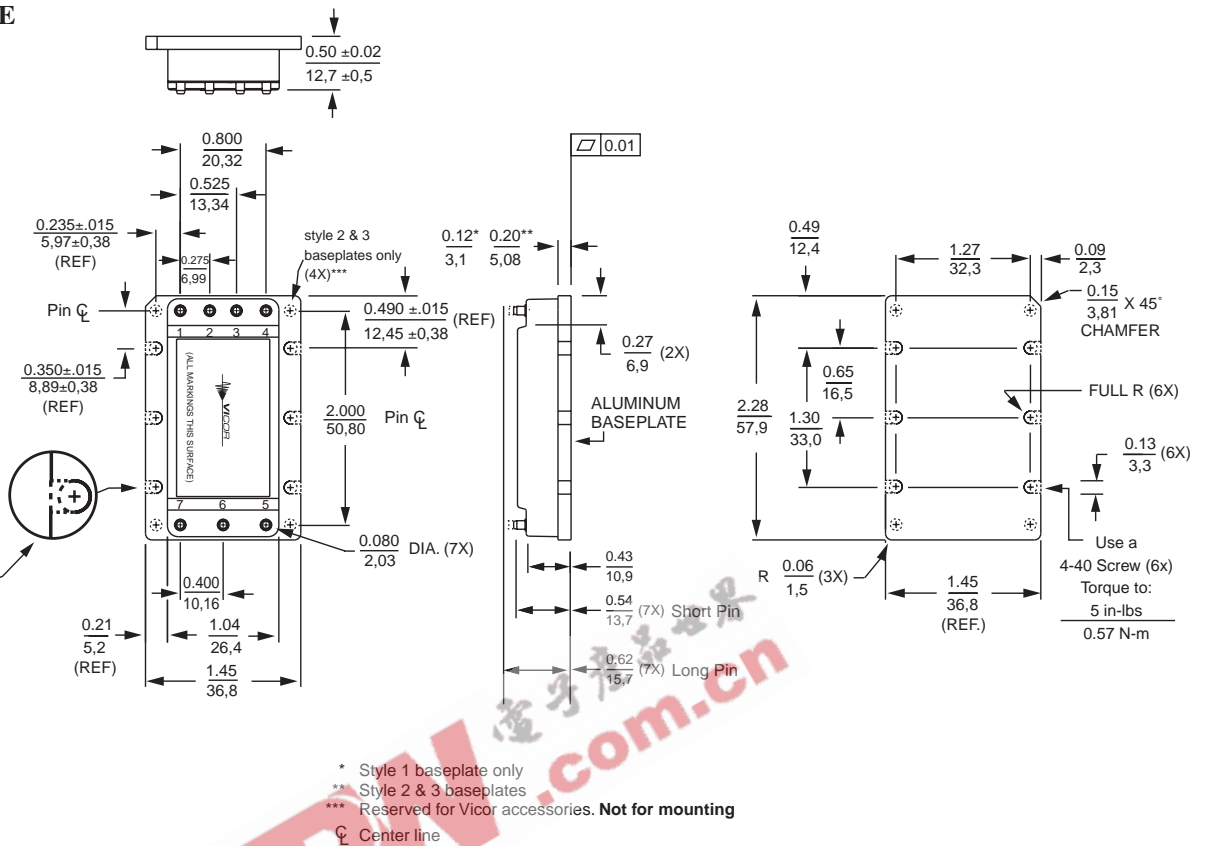 E
0.50 ±0.02
12,7 ±0,5
0.800
20,32
0.525
13,34
0.235±.015
5,97±0,38
(REF)
0.275
6,99
style 2 & 3
baseplates only
(4X)***
Pin ℄
0.490 ±.015
12,45 ±0,38
(REF)
0.350±.015
8,89±0,38
(REF)
1 2 3 4
(ALL MARKINGS THIS SURFACE)
VICOR
2.000
50,80
Pin ℄
7 6 5
0.080
2,03
DIA. (7X)
0.400
10,16
0.21
5,2
(REF)
1.04
26,4
1.45
36,8
▱ 0.01
0.12* 0.20**
3,1 5,08
0.27
6,9
(2X)
ALUMINUM
BASEPLATE
0.43
10,9
0.54
13,7
(7X) Short Pin
0.62
15,7
(7X) Long Pin
0.49
12,4
1.27
32,3
0.09
2,3
0.15
3,81
X 45°
CHAMFER
0.65
16,5
FULL R (6X)
2.28
57,9
1.30
33,0
0.13
3,3
(6X)
Use a
4-40 Screw (6x)
Torque to:
5 in-lbs
0.57 N-m
R 0.06 (3X)
1,5
1.45
36,8
(REF.)
* Style 1 baseplate only
** Style 2 & 3 baseplates
*** Reserved for Vicor accessories. Not for mounting
℄ Center line
電子產品世界
.com.cn